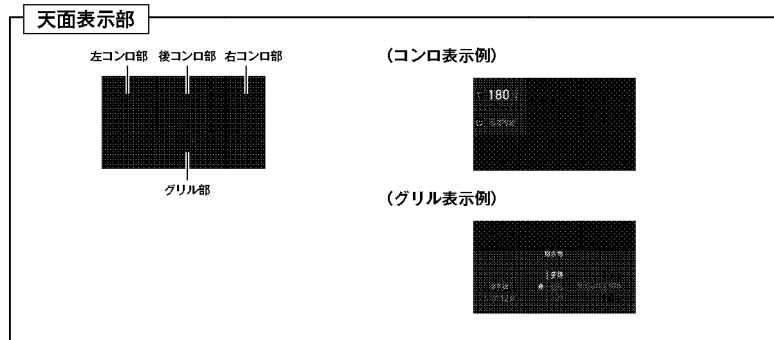 天面表示部
左コンロ部 後コンロ部 右コンロ部
グリル部
(コンロ表示例)
180
(グリル表示例)